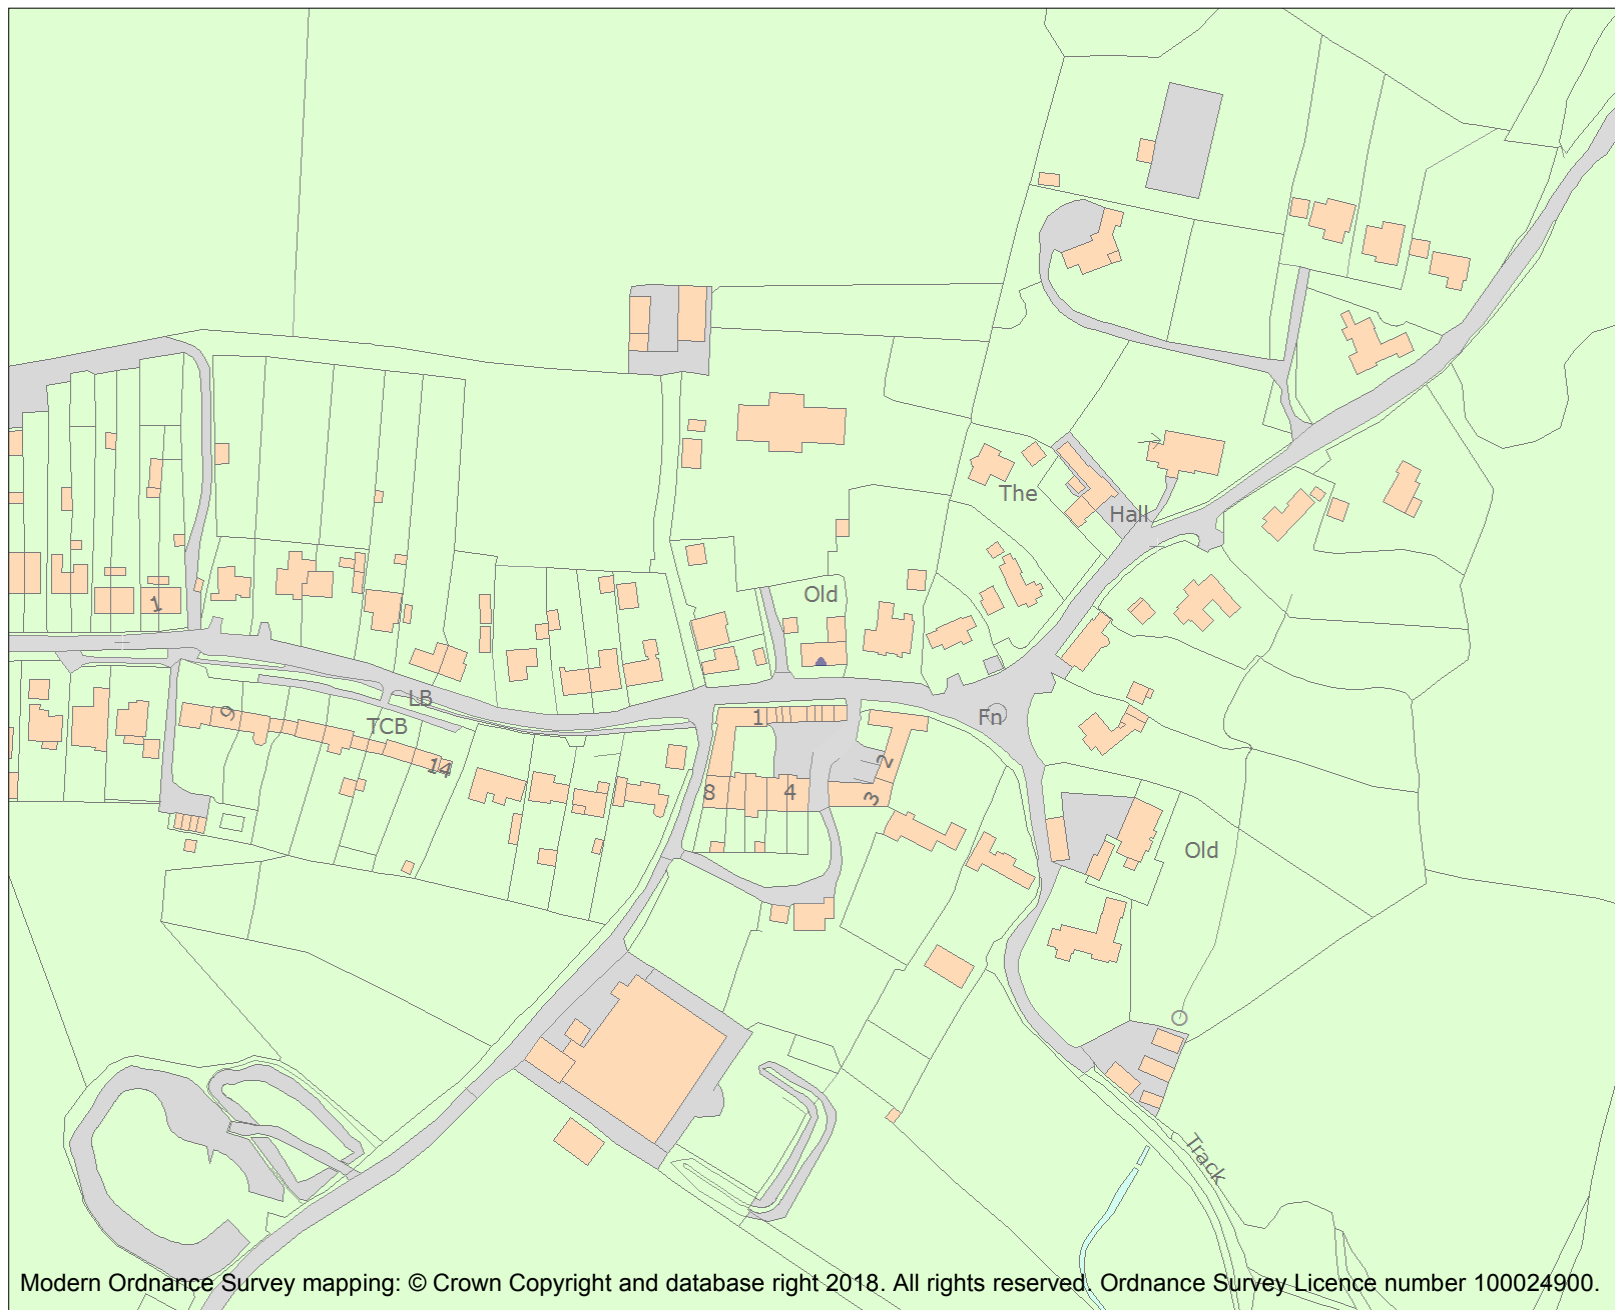 The
Hall
Old
1
LB
9
TCB
14
1
Fn
2
8
4
3
Old
Track
Modern Ordnance Survey mapping: © Crown Copyright and database right 2018. All rights reserved. Ordnance Survey Licence number 100024900.